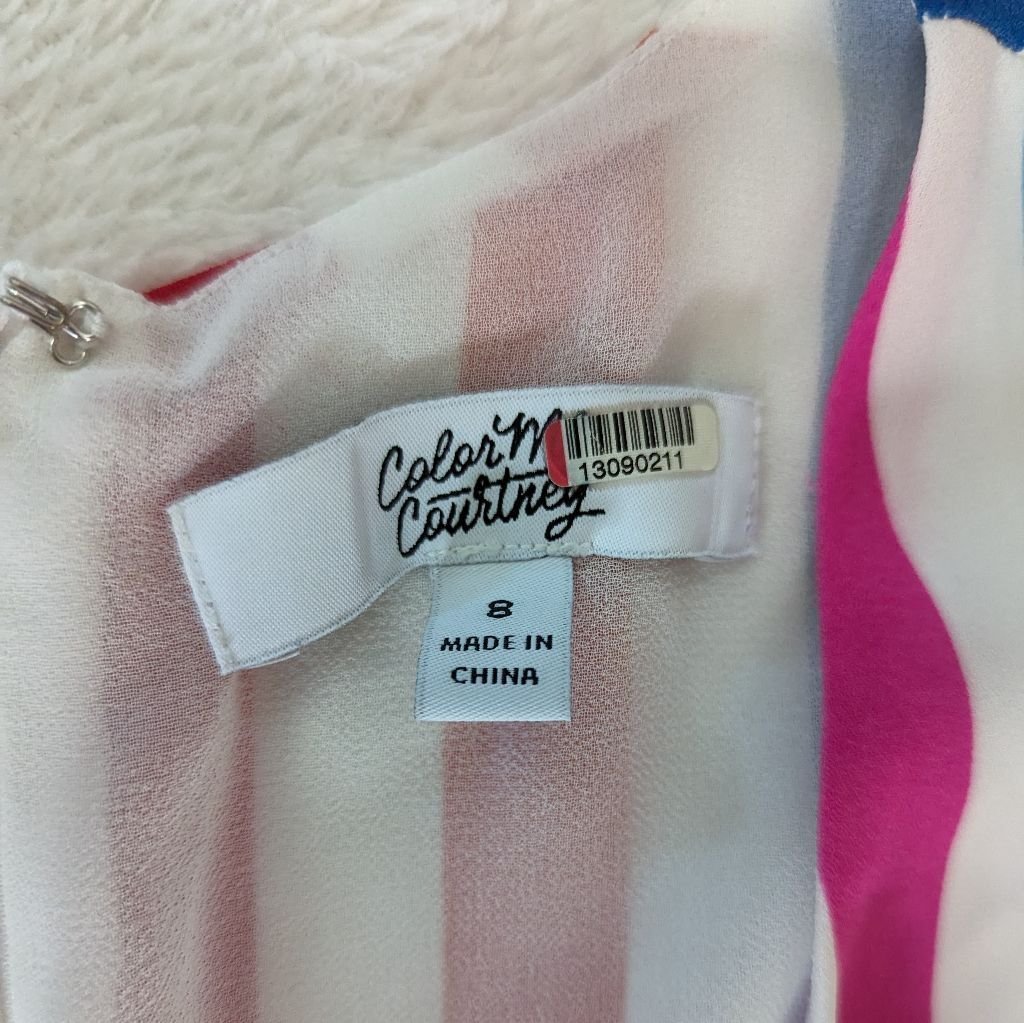 Color
Courtney
13090211
8
MADE IN
CHINA